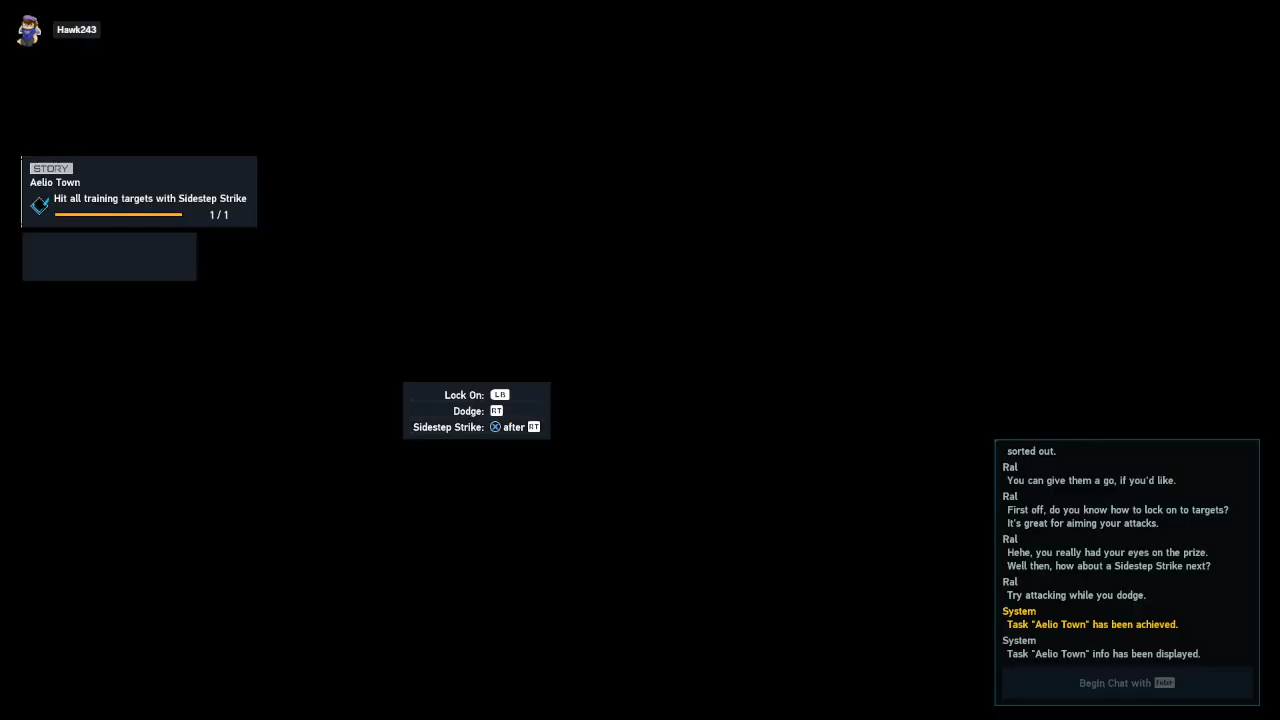 Hawk243
STORY
Aelio Town
Hit all training targets with Sidestep Strike
1 / 1
Lock On: LB
Dodge: RT
Sidestep Strike: X after RT
sorted out.
Ral
You can give them a go, if you'd like.
Ral
First off, do you know how to lock on to targets?
It's great for aiming your attacks.
Ral
Hehe, you really had your eyes on the prize.
Well then, how about a Sidestep Strike next?
Ral
Try attacking while you dodge.
System
Task "Aelio Town" has been achieved.
System
Task "Aelio Town" info has been displayed.
Begin Chat with Enter